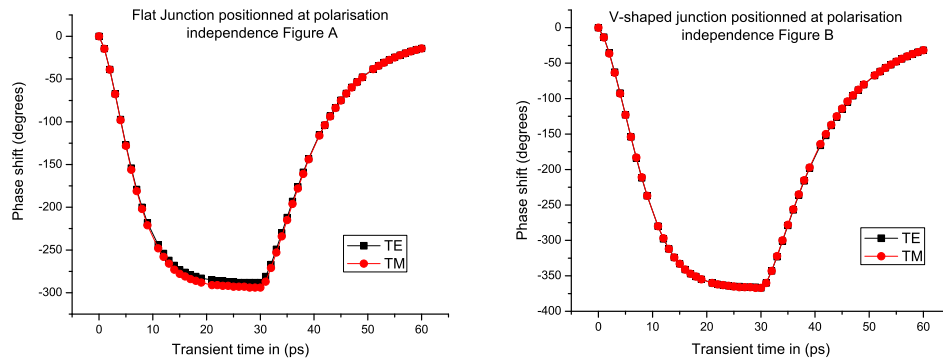 Flat Junction positionned at polarisation
independence Figure A
0
-50
-100
-150
-200
-250
-300
Phase shift (degrees)
TE
TM
0 10 20 30 40 50 60
Transient time in (ps)
V-shaped junction positionned at polarisation
independence Figure B
0
-50
-100
-150
-200
-250
-300
-350
-400
Phase shift (degrees)
TE
TM
0 10 20 30 40 50 60
Transient time in (ps)